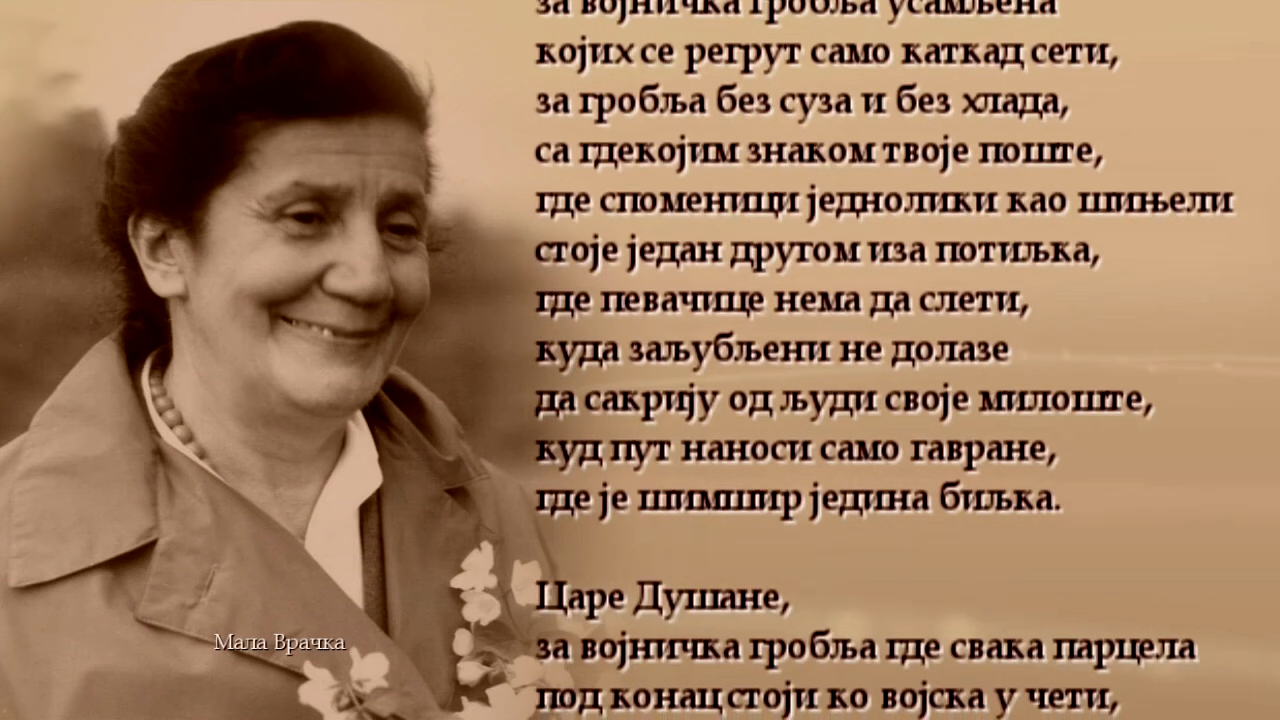 за војничка гробља усамљена
којих се регрут само каткад сети,
за гробља без суза и без хлада,
са гдекојим знаком твоје поште,
где споменици једнолики као шињели
стоје један другом иза потиљка,
где певачице нема да слети,
куда заљубљени не долазе
да сакрију од људи своје милоште,
куд пут наноси само гавране,
где је шимшир једина биљка.
Царе Душане,
за војничка гробља где свака парцела
под конац стоји ко војска у чети,
Мала Врачка